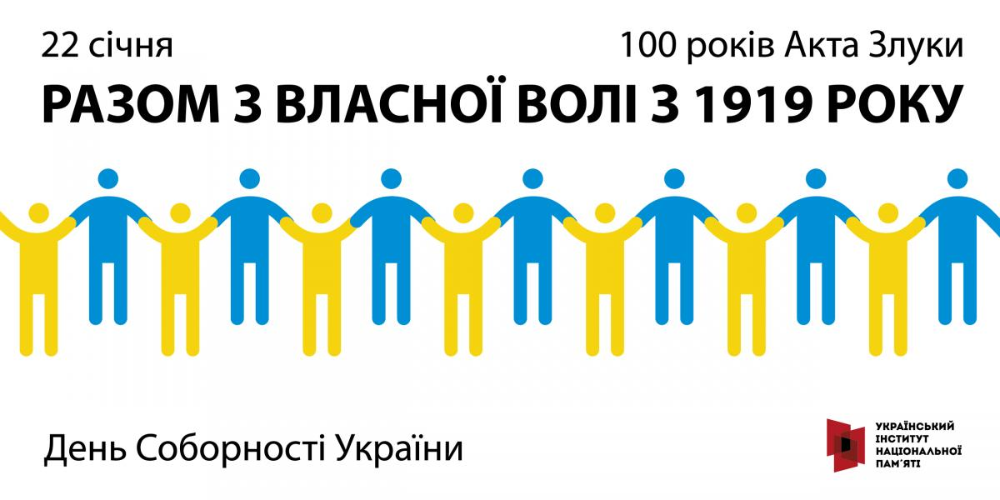 22 січня
100 років Акта Злуки
РАЗОМ З ВЛАСНОЇ ВОЛІ З 1919 РОКУ
День Соборності України
УКРАЇНСЬКИЙ
ІНСТИТУТ
НАЦІОНАЛЬНОЇ
ПАМ'ЯТІ